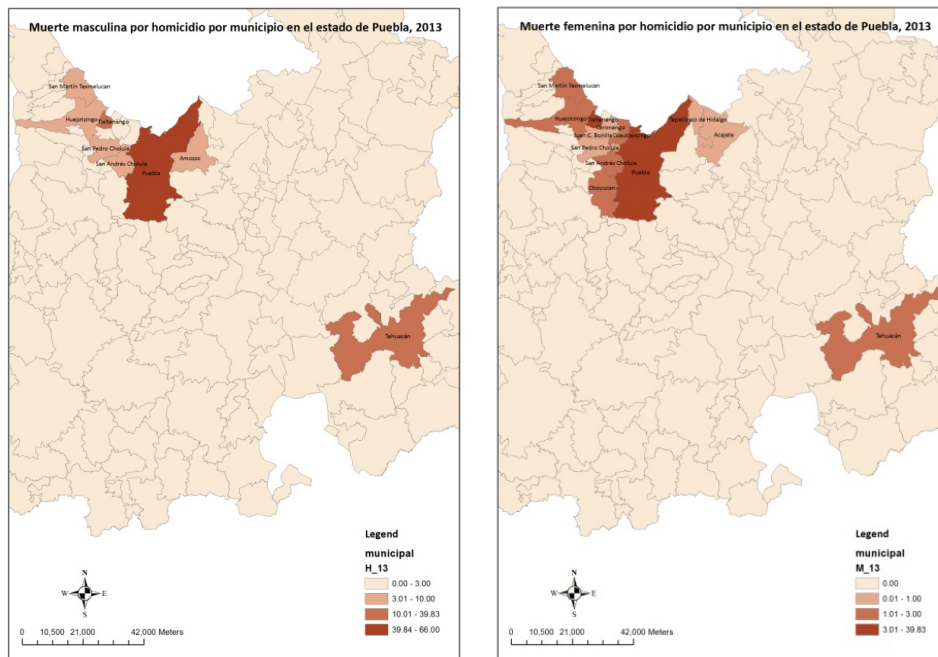 Muerte masculina por homicidio por municipio en el estado de Puebla, 2013
San Martín Texmelucan
Huejotzingo
Tlaltenango
San Pedro Cholula
San Andrés Cholula
Amozoc
Puebla
Tehuacán
Legend
municipal
H_13
0.00 - 3.00
3.01 - 10.00
10.01 - 39.83
39.84 - 66.00
N
W E
S
0 10,500 21,000 42,000 Meters
Muerte femenina por homicidio por municipio en el estado de Puebla, 2013
San Martín Texmelucan
Huejotzingo
Tlaltenango
Coronango
Juan C. Bonilla
Cuautlancingo
San Pedro Cholula
San Andrés Cholula
Ocoyucan
Puebla
Tepatlaxco de Hidalgo
Acajete
Tehuacán
Legend
municipal
M_13
0.00
0.01 - 1.00
1.01 - 3.00
3.01 - 39.83
N
W E
S
0 10,500 21,000 42,000 Meters